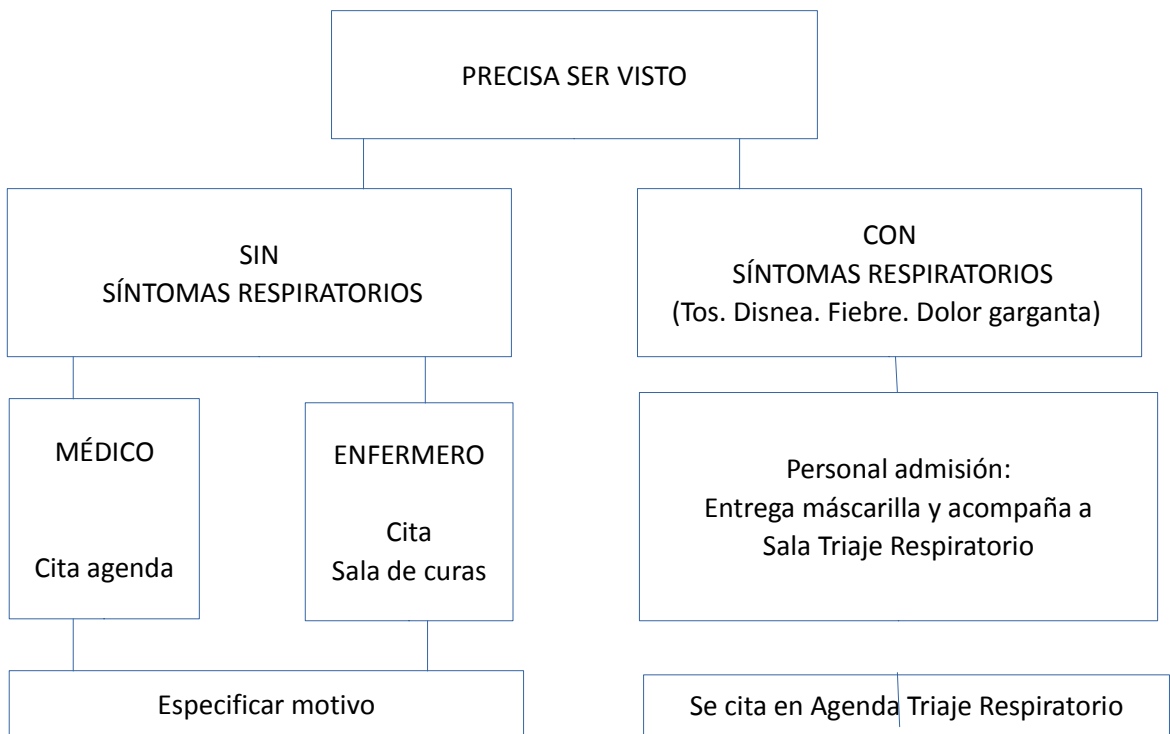 PRECISA SER VISTO
SIN
SÍNTOMAS RESPIRATORIOS
CON
SÍNTOMAS RESPIRATORIOS
(Tos. Disnea. Fiebre. Dolor garganta)
MÉDICO
Cita agenda
ENFERMERO
Cita
Sala de curas
Personal admisión:
Entrega máscarilla y acompaña a
Sala Triaje Respiratorio
Especificar motivo
Se cita en Agenda Triaje Respiratorio